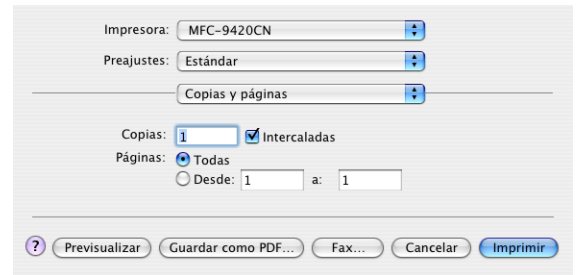 Impresora: MFC-9420CN
Preajustes: Estándar
Copias y páginas
Copias: 1 Intercaladas
Páginas: Todas
Desde: 1 a: 1
? Previsualizar Guardar como PDF... Fax... Cancelar Imprimir